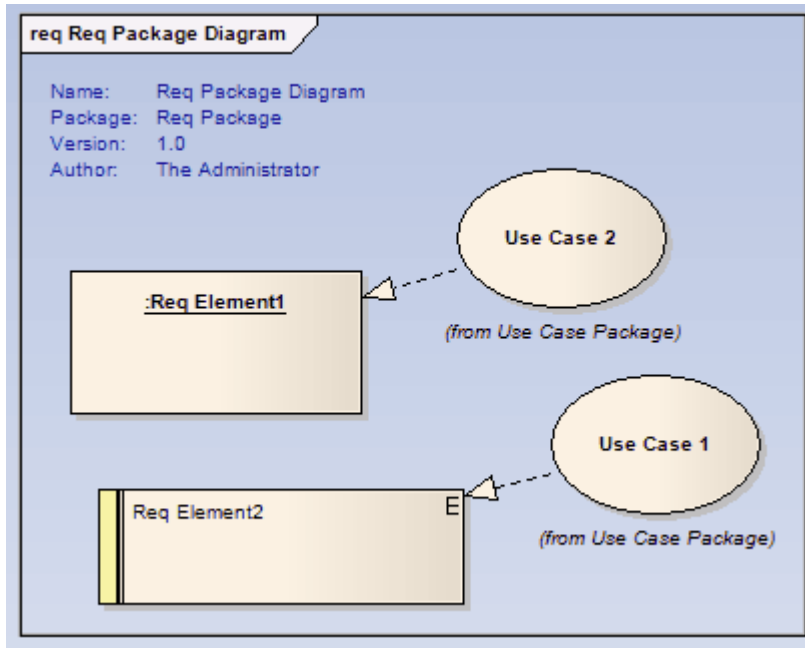 req Req Package Diagram
Name: Req Package Diagram
Package: Req Package
Version: 1.0
Author: The Administrator
Use Case 2
:Req Element1
(from Use Case Package)
Use Case 1
Req Element2 E
(from Use Case Package)